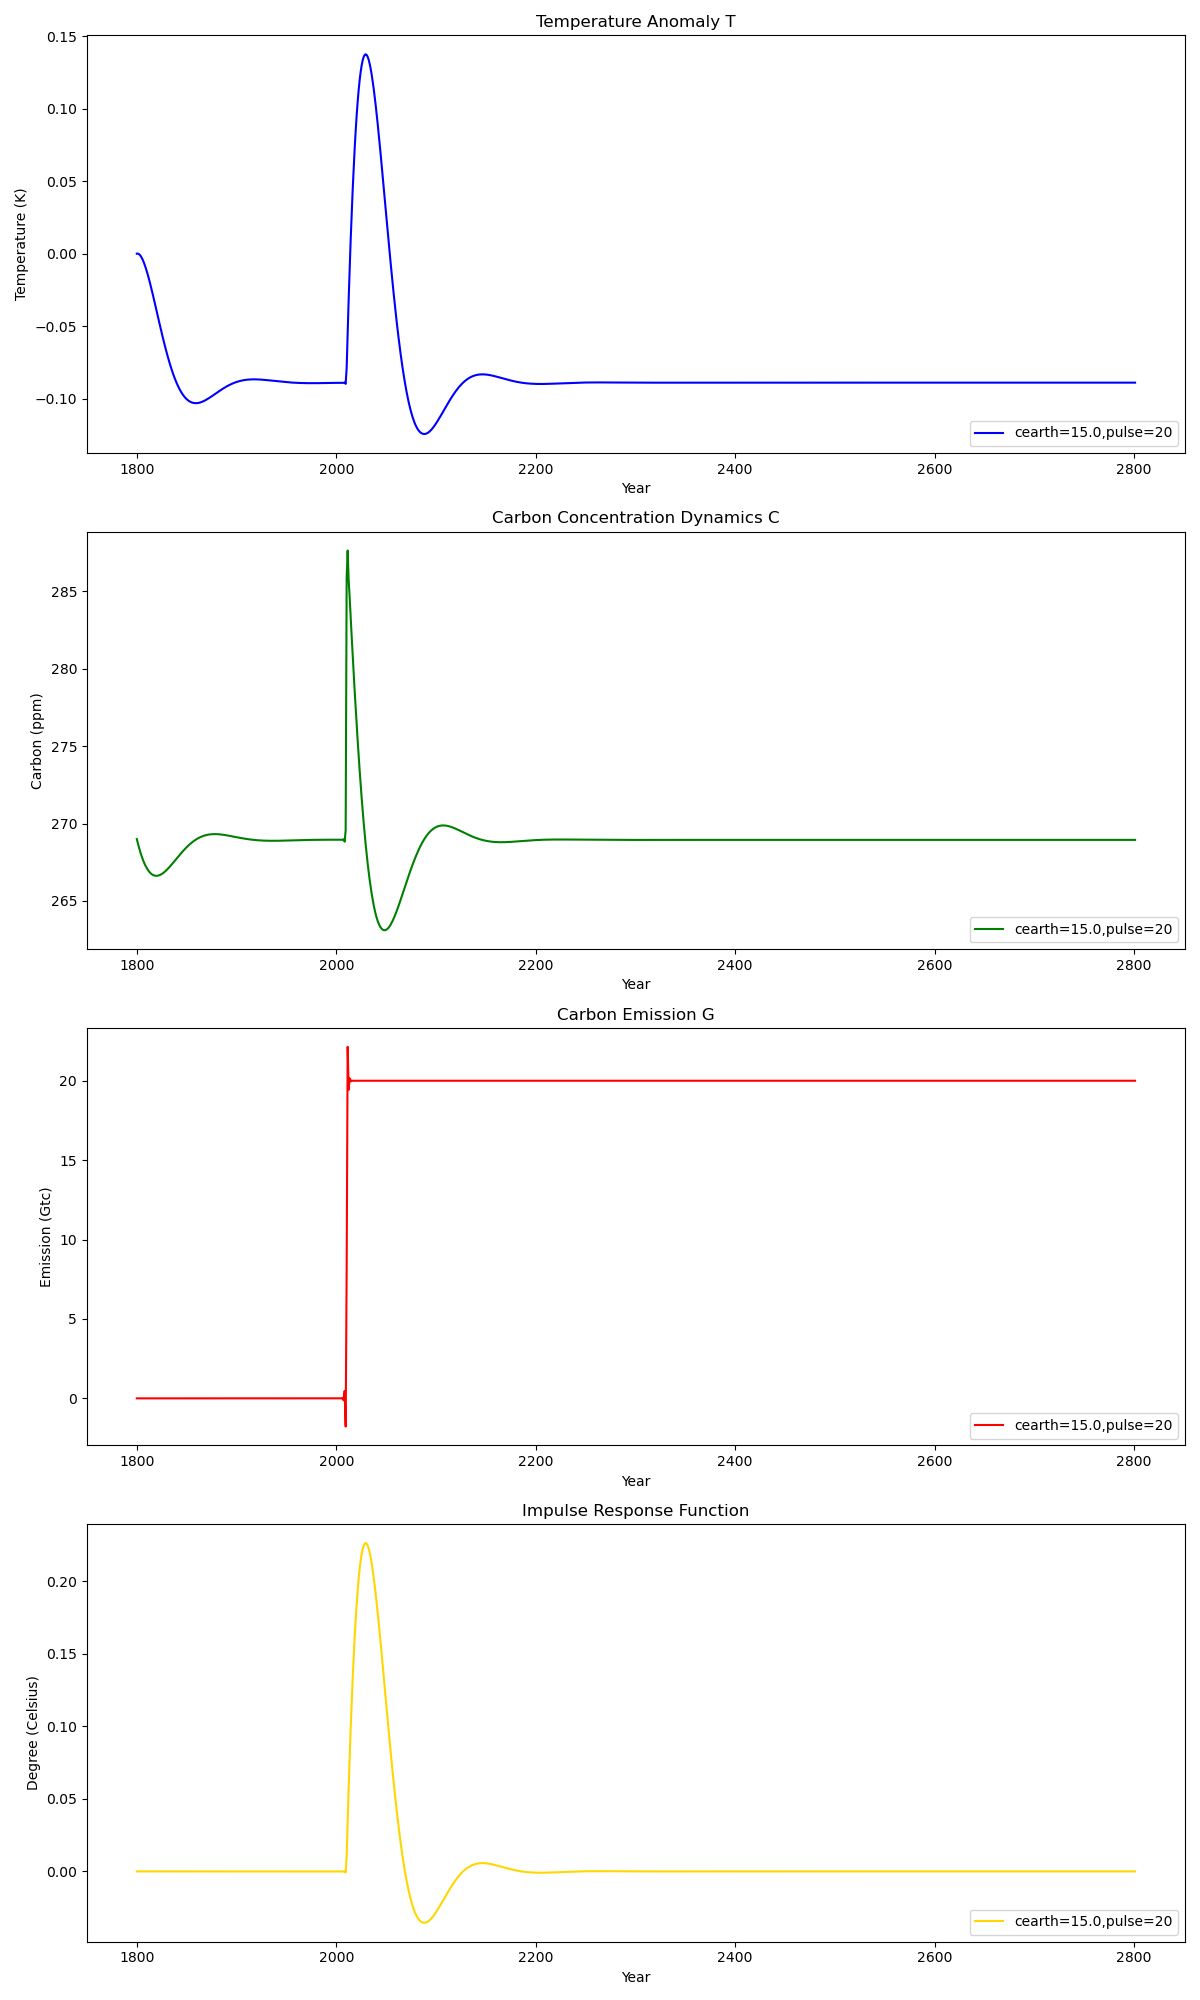 Temperature Anomaly T
0.15
0.10
0.05
0.00
−0.05
−0.10
Temperature (K)
cearth=15.0,pulse=20
1800 2000 2200 2400 2600 2800
Year
Carbon Concentration Dynamics C
285
280
275
270
265
Carbon (ppm)
cearth=15.0,pulse=20
1800 2000 2200 2400 2600 2800
Year
Carbon Emission G
20
15
10
5
0
Emission (Gtc)
cearth=15.0,pulse=20
1800 2000 2200 2400 2600 2800
Year
Impulse Response Function
0.20
0.15
0.10
0.05
0.00
Degree (Celsius)
cearth=15.0,pulse=20
1800 2000 2200 2400 2600 2800
Year